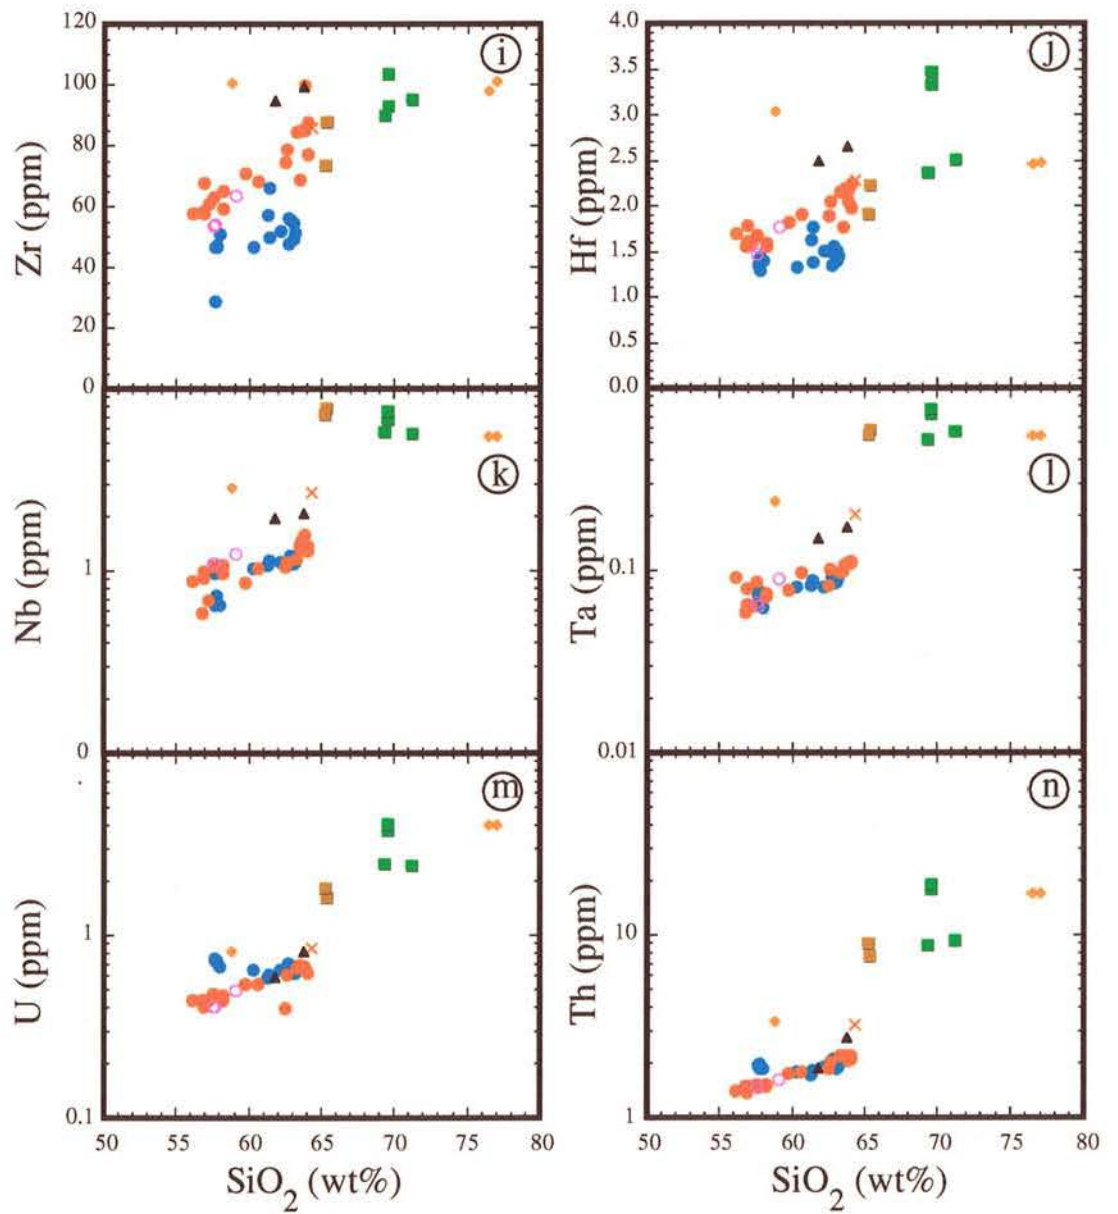 120
100
80
60
40
20
0
Zr (ppm)
i
4.0
3.5
3.0
2.5
2.0
1.5
1.0
0.5
0.0
Hf (ppm)
j
1
0
Nb (ppm)
k
0.1
0.01
Ta (ppm)
l
1
0.1
U (ppm)
m
10
1
Th (ppm)
n
50 55 60 65 70 75 80
SiO2 (wt%)
50 55 60 65 70 75 80
SiO2 (wt%)